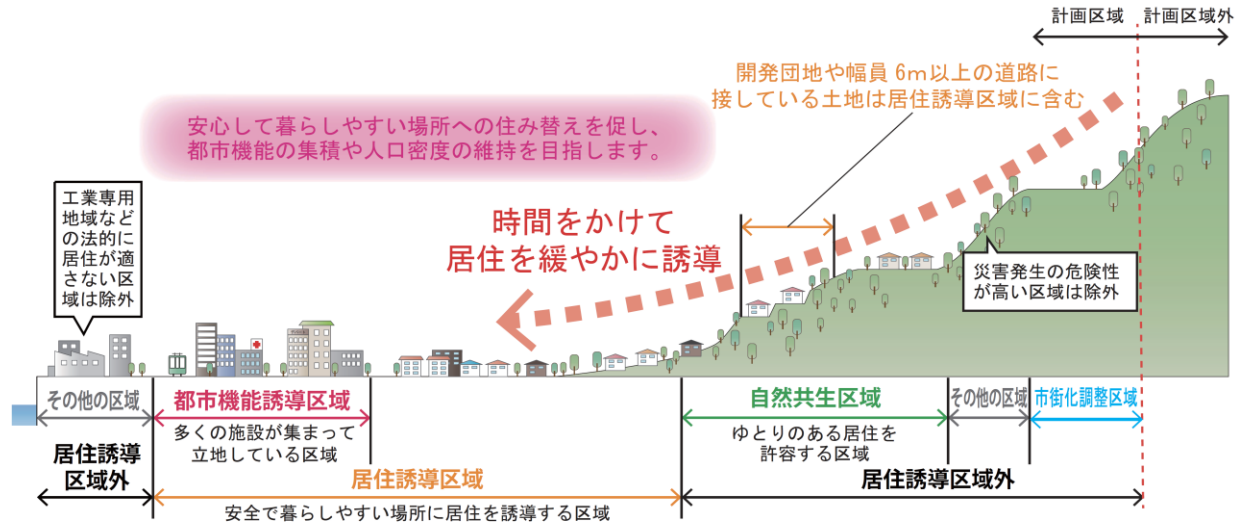 計画区域 計画区域外
開発団地や幅員6m以上の道路に
接している土地は居住誘導区域に含む
安心して暮らしやすい場所への住み替えを促し、
都市機能の集積や人口密度の維持を目指します。
工業専用
地域など
の法的に
居住が適
さない区
域は除外
時間をかけて
居住を緩やかに誘導
災害発生の危険性
が高い区域は除外
その他の区域 都市機能誘導区域 自然共生区域 その他の区域 市街化調整区域
多くの施設が集まって
立地している区域
ゆとりのある居住を
許容する区域
居住誘導
区域外
居住誘導区域
居住誘導区域外
安全で暮らしやすい場所に居住を誘導する区域